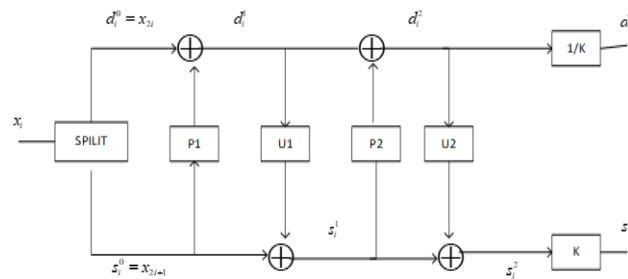 d_i^0 = x_{2i}
d_i^1
d_i^2
d
1/K
x_i
SPILIT
P1
U1
P2
U2
s_i^1
s
s_i^0 = x_{2i+1}
s_i^2
K